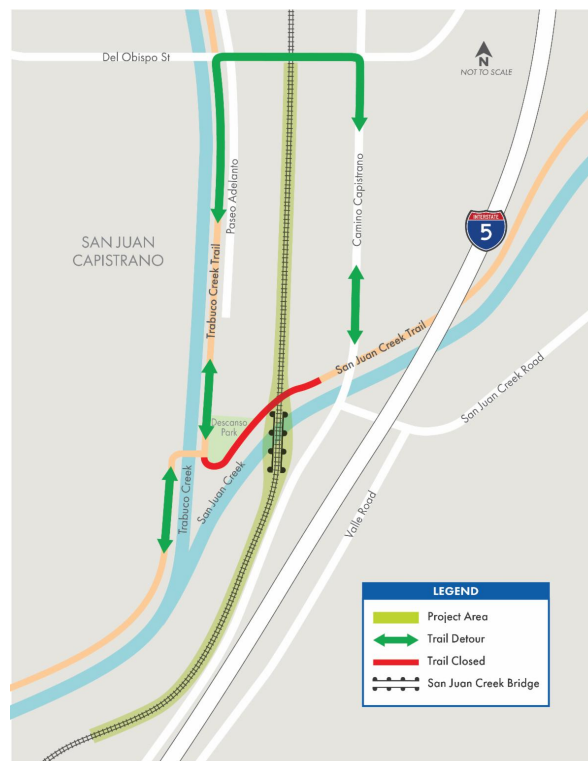 Del Obispo St
N
NOT TO SCALE
Paseo Adelanto
Camino Capistrano
INTERSTATE
5
SAN JUAN
CAPISTRANO
Trabuco Creek Trail
San Juan Creek Trail
San Juan Creek Road
Descanso
Park
San Juan Creek
Trabuco Creek
Valle Road
LEGEND
Project Area
Trail Detour
Trail Closed
San Juan Creek Bridge